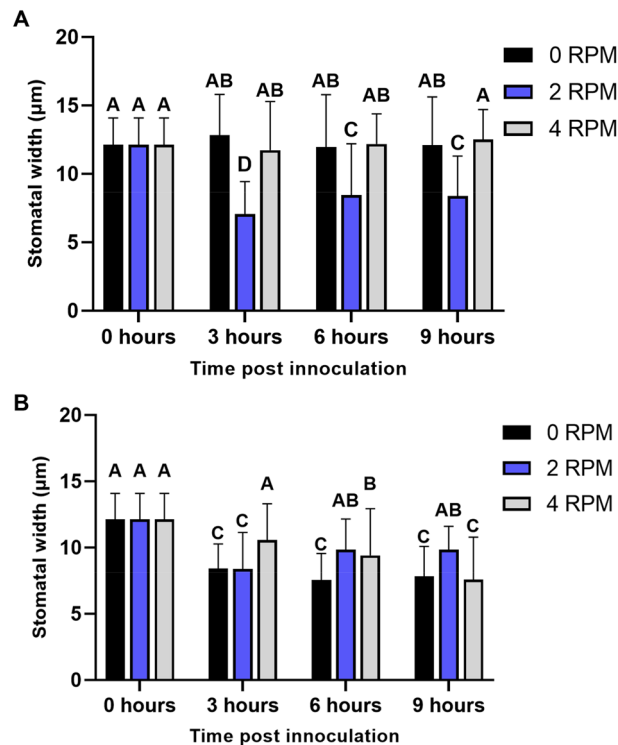 A
Stomatal width (µm)
20
15
10
5
0
A A A
AB D AB
AB C AB
AB C A
0 hours 3 hours 6 hours 9 hours
Time post innoculation
0 RPM
2 RPM
4 RPM
B
Stomatal width (µm)
20
15
10
5
0
A A A
C C A
C AB B
C AB C
0 hours 3 hours 6 hours 9 hours
Time post innoculation
0 RPM
2 RPM
4 RPM